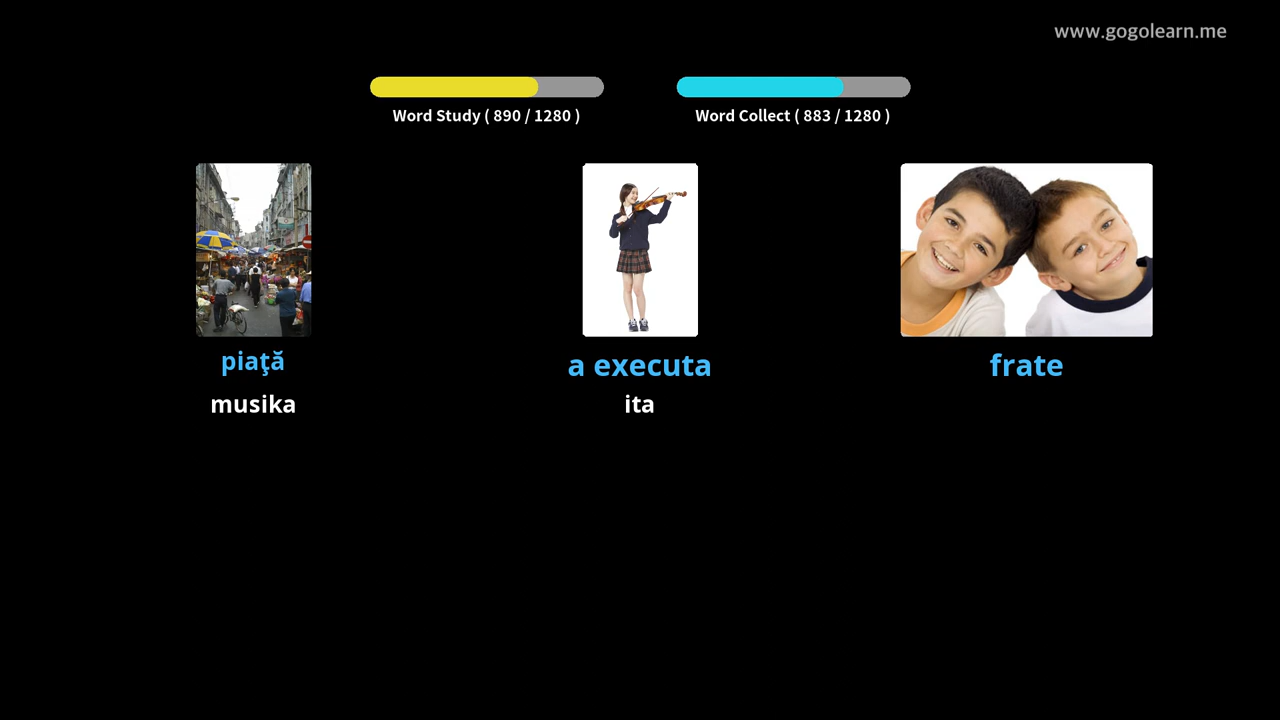 www.gogolearn.me
Word Study ( 890 / 1280 )
Word Collect ( 883 / 1280 )
piaţă
a executa
frate
musika
ita